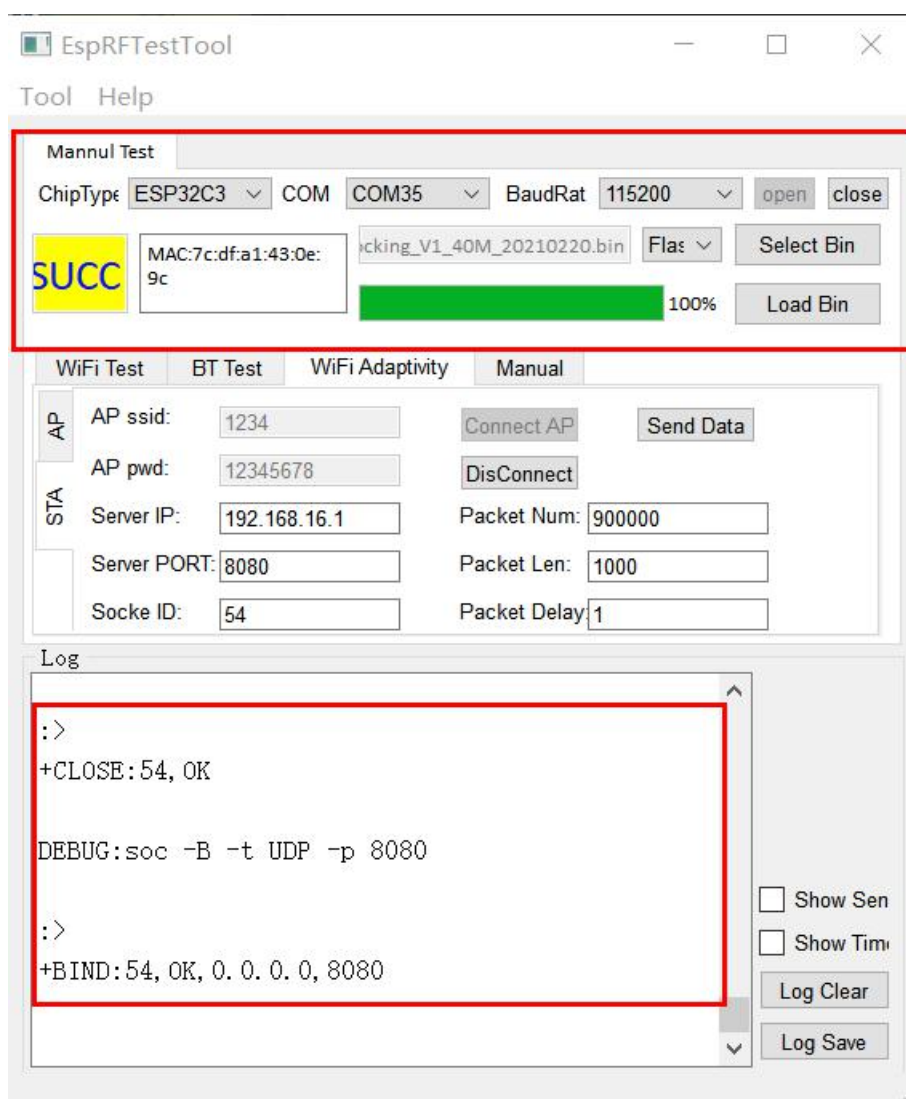 EspRFTestTool
Tool Help
Mannul Test
ChipType ESP32C3 COM COM35 BaudRat 115200 open close
SUCC MAC:7c:df:a1:43:0e: cking_V1_40M_20210220.bin Flas Select Bin
9c
100% Load Bin
WiFi Test BT Test WiFi Adaptivity Manual
AP
STA
AP ssid: 1234 Connect AP Send Data
AP pwd: 12345678 DisConnect
Server IP: 192.168.16.1 Packet Num: 900000
Server PORT: 8080 Packet Len: 1000
Socke ID: 54 Packet Delay: 1
Log
:>
+CLOSE:54,OK
DEBUG:soc -B -t UDP -p 8080
:>
+BIND:54,OK,0.0.0.0,8080
Show Sen
Show Tim
Log Clear
Log Save